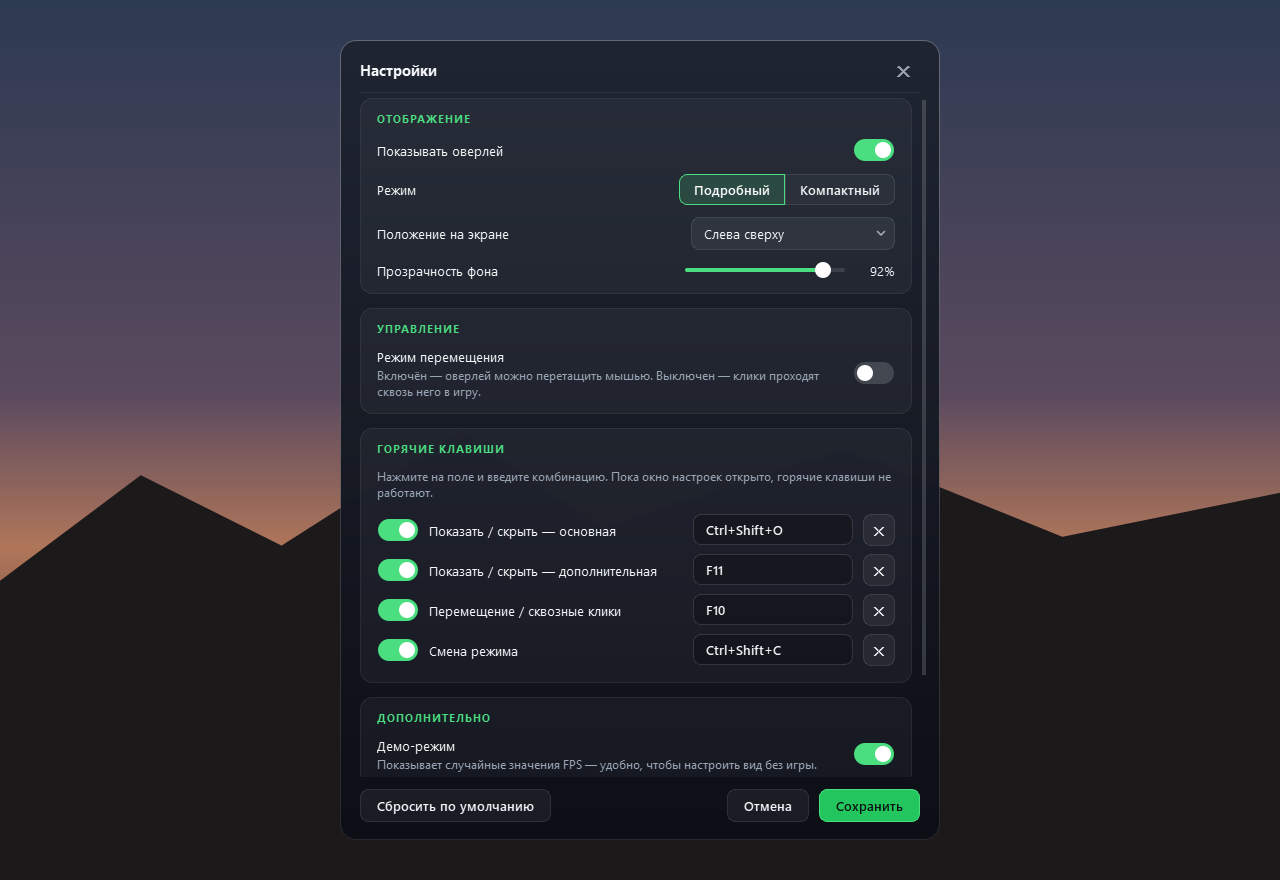 Настройки
ОТОБРАЖЕНИЕ
Показывать оверлей
Режим
Подробный
Компактный
Положение на экране
Слева сверху
Прозрачность фона
92%
УПРАВЛЕНИЕ
Режим перемещения
Включён — оверлей можно перетащить мышью. Выключен — клики проходят
сквозь него в игру.
ГОРЯЧИЕ КЛАВИШИ
Нажмите на поле и введите комбинацию. Пока окно настроек открыто, горячие клавиши не
работают.
Показать / скрыть — основная
Ctrl+Shift+O
Показать / скрыть — дополнительная
F11
Перемещение / сквозные клики
F10
Смена режима
Ctrl+Shift+C
ДОПОЛНИТЕЛЬНО
Демо-режим
Показывает случайные значения FPS — удобно, чтобы настроить вид без игры.
Сбросить по умолчанию
Отмена
Сохранить